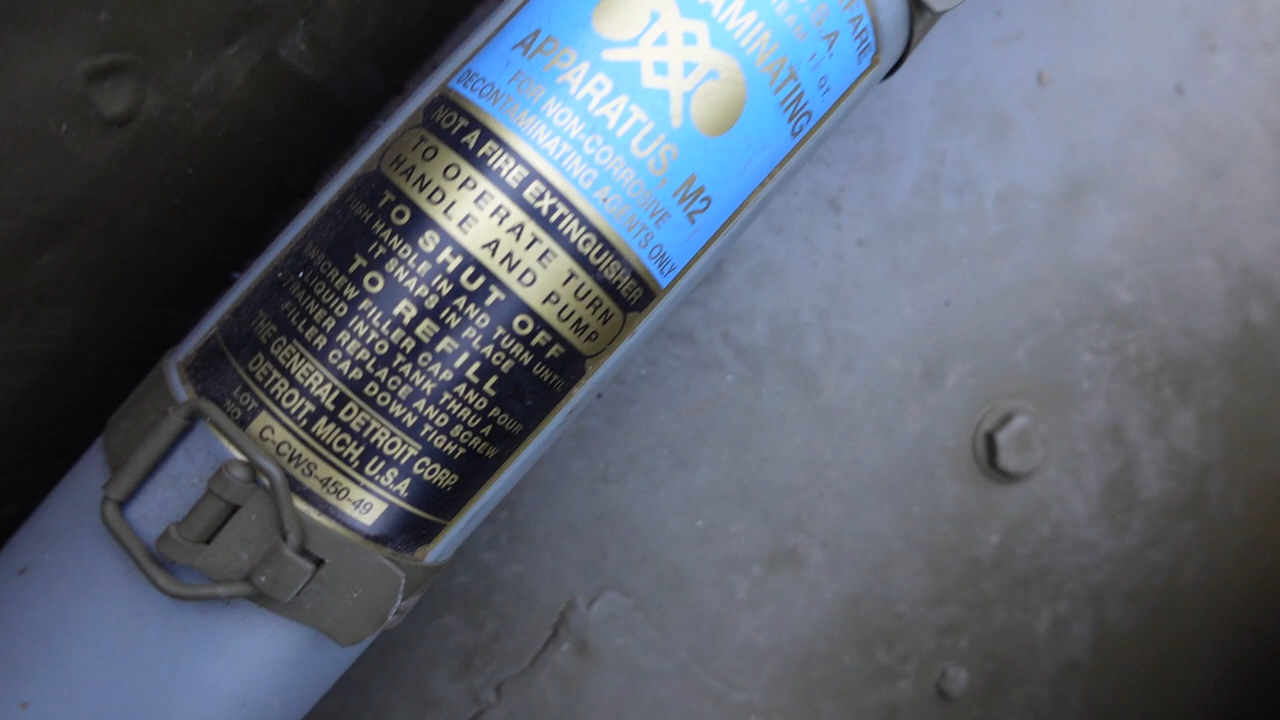 U.S.A.
APPARATUS, M2
FOR NON-CORROSIVE
DECONTAMINATING AGENTS ONLY
NOT A FIRE EXTINGUISHER
TO OPERATE TURN
HANDLE AND PUMP
TO SHUT OFF
PUSH HANDLE IN AND TURN UNTIL
IT SNAPS IN PLACE
TO REFILL
UNSCREW FILLER CAP AND POUR
LIQUID INTO TANK THRU A
STRAINER REPLACE AND SCREW
FILLER CAP DOWN TIGHT
THE GENERAL DETROIT CORP.
DETROIT, MICH, U.S.A.
LOT
NO. C-CWS-450-49